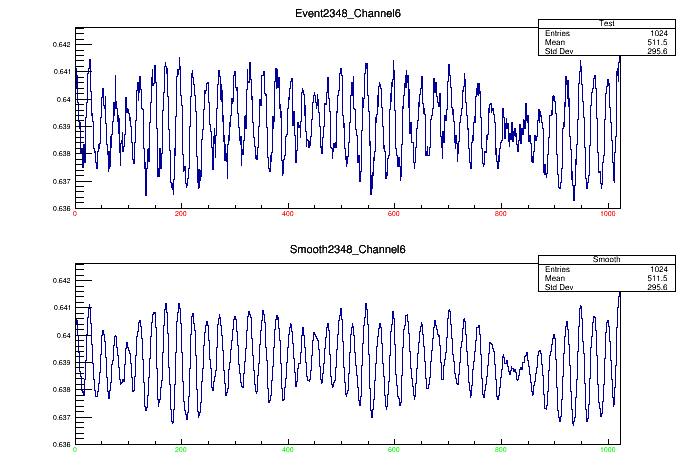 Event2348_Channel6
Test
Entries 1024
Mean 511.5
Std Dev 295.6
0.642
0.641
0.64
0.639
0.638
0.637
0.636
0 200 400 600 800 1000
Smooth2348_Channel6
Smooth
Entries 1024
Mean 511.5
Std Dev 295.6
0.642
0.641
0.64
0.639
0.638
0.637
0.636
0 200 400 600 800 1000